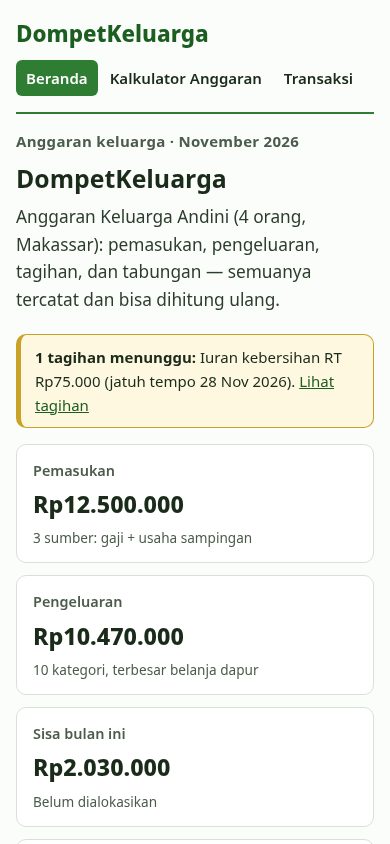 DompetKeluarga
Beranda
Kalkulator Anggaran
Transaksi
Anggaran keluarga · November 2026
DompetKeluarga
Anggaran Keluarga Andini (4 orang,
Makassar): pemasukan, pengeluaran,
tagihan, dan tabungan — semuanya
tercatat dan bisa dihitung ulang.
1 tagihan menunggu: Iuran kebersihan RT
Rp75.000 (jatuh tempo 28 Nov 2026). Lihat
tagihan
Pemasukan
Rp12.500.000
3 sumber: gaji + usaha sampingan
Pengeluaran
Rp10.470.000
10 kategori, terbesar belanja dapur
Sisa bulan ini
Rp2.030.000
Belum dialokasikan